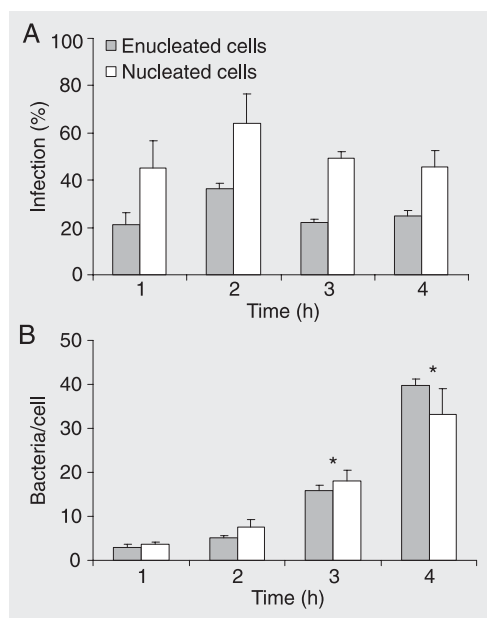 A
Enucleated cells
Nucleated cells
Infection (%)
100
80
60
40
20
0
1 2 3 4
Time (h)
B
Bacteria/cell
50
40
30
20
10
0
* *
1 2 3 4
Time (h)